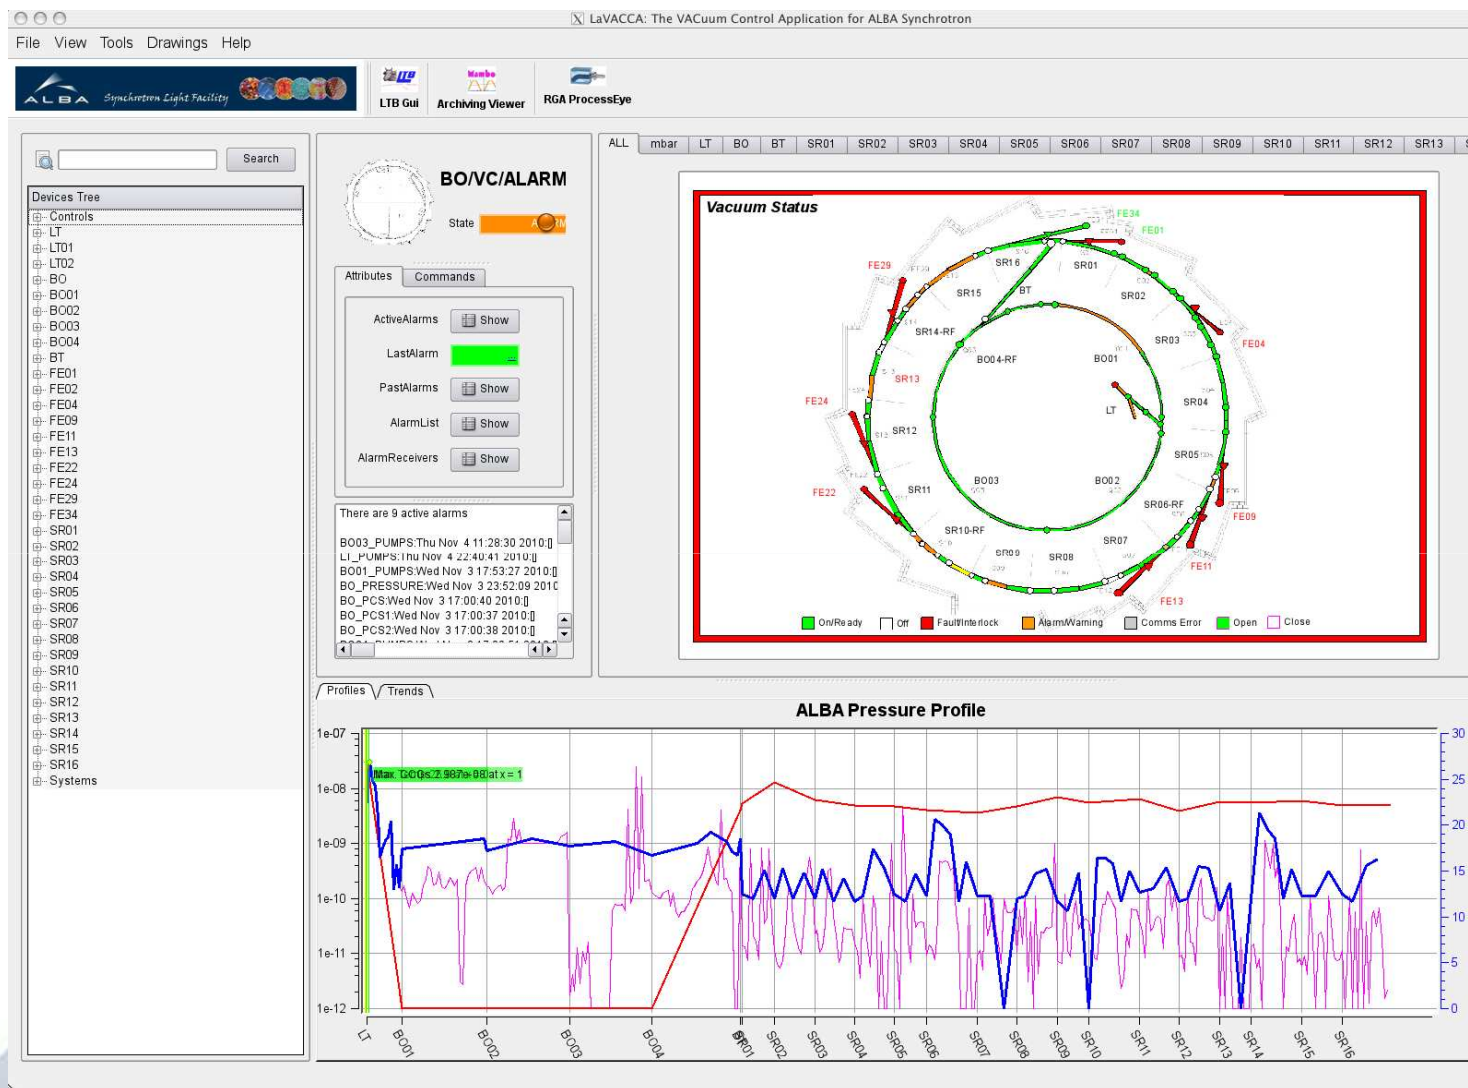 LaVACCA: The VACuum Control Application for ALBA Synchrotron
File View Tools Drawings Help
ALBA Synchrotron Light Facility
LTB Gui
Mambo
Archiving Viewer
RGA ProcessEye
Search
Devices Tree
Controls
LT
LT01
LT02
BO
BO01
BO02
BO03
BO04
BT
FE01
FE02
FE04
FE09
FE11
FE13
FE22
FE24
FE29
FE34
SR01
SR02
SR03
SR04
SR05
SR06
SR07
SR08
SR09
SR10
SR11
SR12
SR13
SR14
SR15
SR16
Systems
BO/VC/ALARM
State
Attributes Commands
ActiveAlarms Show
LastAlarm ...
PastAlarms Show
AlarmList Show
AlarmReceivers Show
There are 9 active alarms
BO03_PUMPS:Thu Nov 4 11:28:30 2010:[]
LT_PUMPS:Thu Nov 4 22:40:41 2010:[]
BO01_PUMPS:Wed Nov 3 17:53:27 2010:[]
BO_PRESSURE:Wed Nov 3 23:52:09 2010
BO_PCS:Wed Nov 3 17:00:40 2010:[]
BO_PCS1:Wed Nov 3 17:00:37 2010:[]
BO_PCS2:Wed Nov 3 17:00:38 2010:[]
ALL mbar LT BO BT SR01 SR02 SR03 SR04 SR05 SR06 SR07 SR08 SR09 SR10 SR11 SR12 SR13
Vacuum Status
FE34
FE01
FE29
SR16
SR01
SR15
BT
SR02
SR14-RF
SR03
FE04
BO04-RF
BO01
SR13
FE24
LT
SR04
SR12
SR05
BO03
BO02
SR11
FE22
SR06-RF
FE09
SR10-RF
SR07
SR09
SR08
FE11
FE13
On/Ready Off Fault/Interlock Alarm/Warning Comms Error Open Close
Profiles Trends
ALBA Pressure Profile
1e-07
1e-08
1e-09
1e-10
1e-11
1e-12
30
25
20
15
10
5
0
LT BO01 BO02 BO03 BO04 SR01 SR02 SR03 SR04 SR05 SR06 SR07 SR08 SR09 SR10 SR11 SR12 SR13 SR14 SR15 SR16